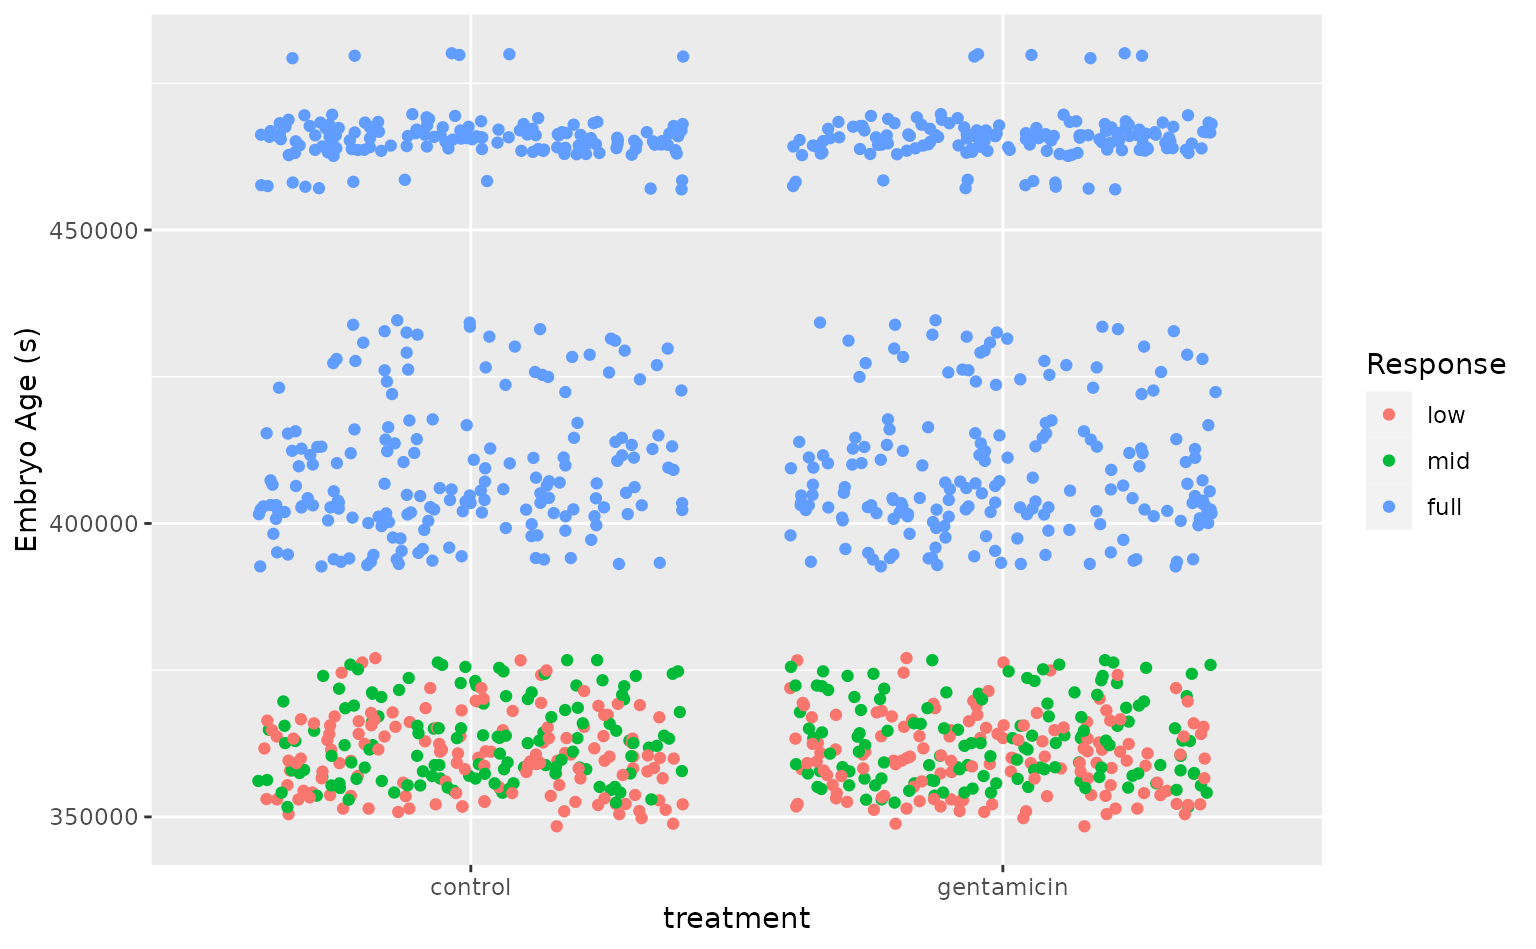 Embryo Age (s)
450000
400000
350000
control
gentamicin
treatment
Response
low
mid
full